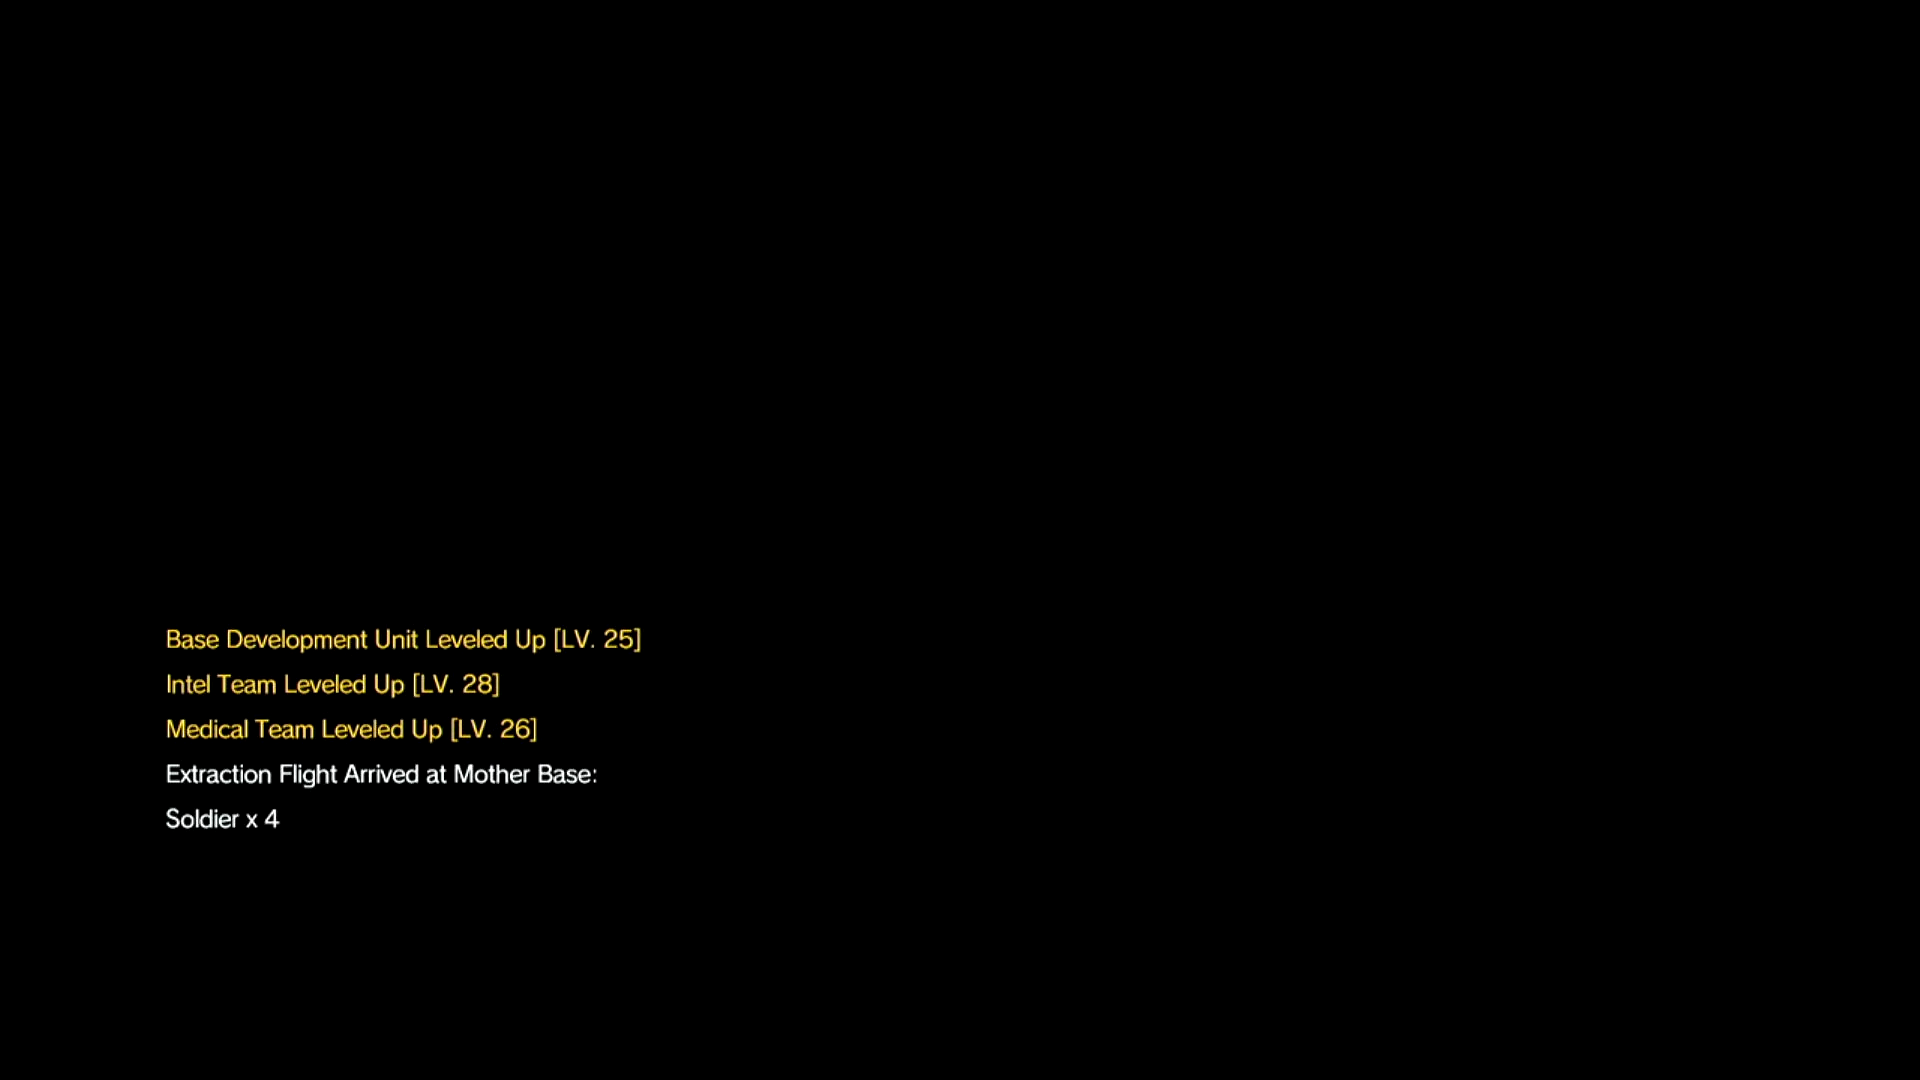 Base Development Unit Leveled Up [LV. 25]
Intel Team Leveled Up [LV. 28]
Medical Team Leveled Up [LV. 26]
Extraction Flight Arrived at Mother Base:
Soldier x 4